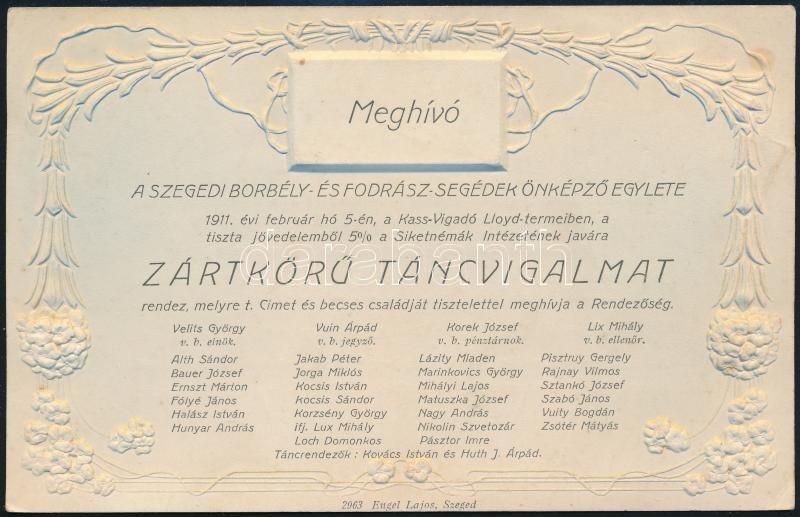 Meghívó
A SZEGEDI BORBÉLY- ÉS FODRÁSZ-SEGÉDEK ÖNKÉPZŐ EGYLETE
1911. évi február hó 5-én, a Kass-Vigadó Lloyd-termeiben, a
tiszta jövedelemből 5% a Siketnémák Intézetének javára
ZÁRTKÖRŰ TÁNCVIGALMAT
rendez, melyre t. Cimet és becses családját tisztelettel meghívja a Rendezőség.
Velits György
v. b. elnök.
Vuin Árpád
v. b. jegyző.
Korek József
v. b. pénztárnok.
Lix Mihály
v. b. ellenőr.
Alth Sándor
Bauer József
Ernszt Márton
Fólyé János
Halász István
Hunyar András
Jakab Péter
Jorga Miklós
Kocsis István
Kocsis Sándor
Korzsény György
ifj. Lux Mihály
Loch Domonkos
Lázity Mladen
Marinkovics György
Mihályi Lajos
Matuszka József
Nagy András
Nikolin Szvetozár
Pásztor Imre
Pisztruy Gergely
Rajnay Vilmos
Sztankó József
Szabó János
Vuity Bogdán
Zsótér Mátyás
Táncrendezők : Kovács István és Huth J. Árpád.
2963 Engel Lajos, Szeged
darabanth